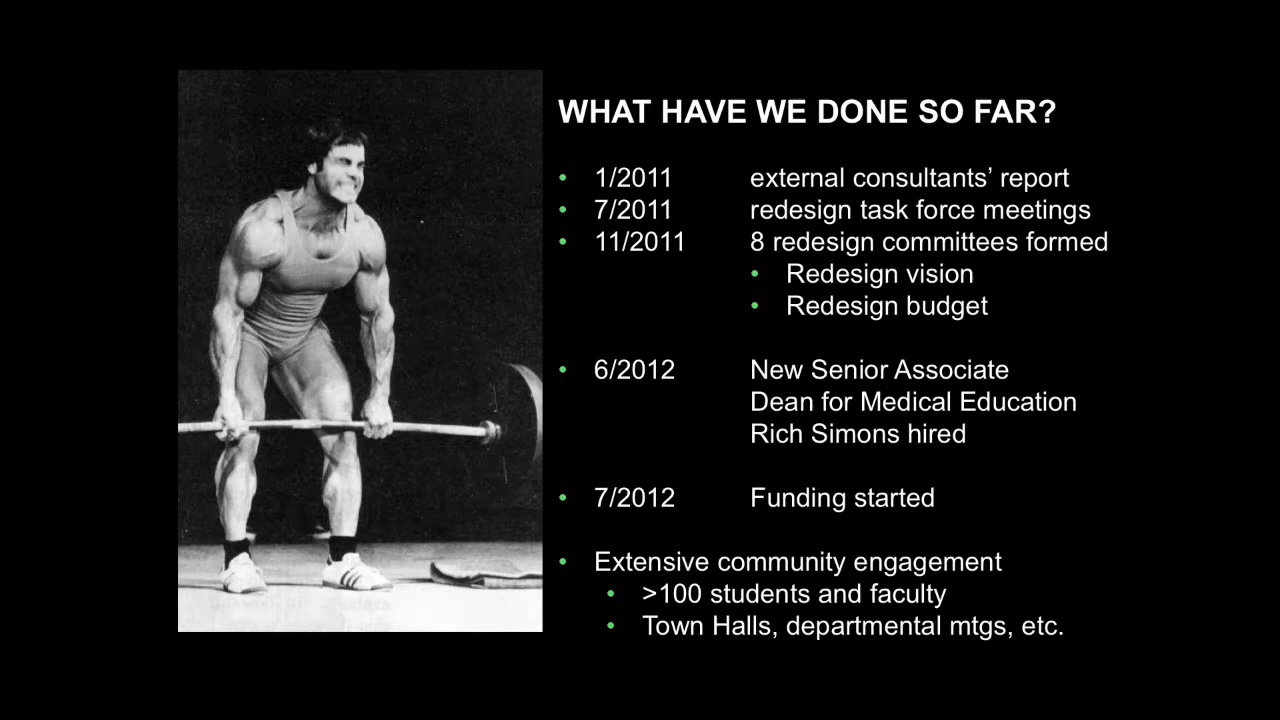 WHAT HAVE WE DONE SO FAR?
• 1/2011 external consultants’ report
• 7/2011 redesign task force meetings
• 11/2011 8 redesign committees formed
• Redesign vision
• Redesign budget
• 6/2012 New Senior Associate
Dean for Medical Education
Rich Simons hired
• 7/2012 Funding started
• Extensive community engagement
• >100 students and faculty
• Town Halls, departmental mtgs, etc.